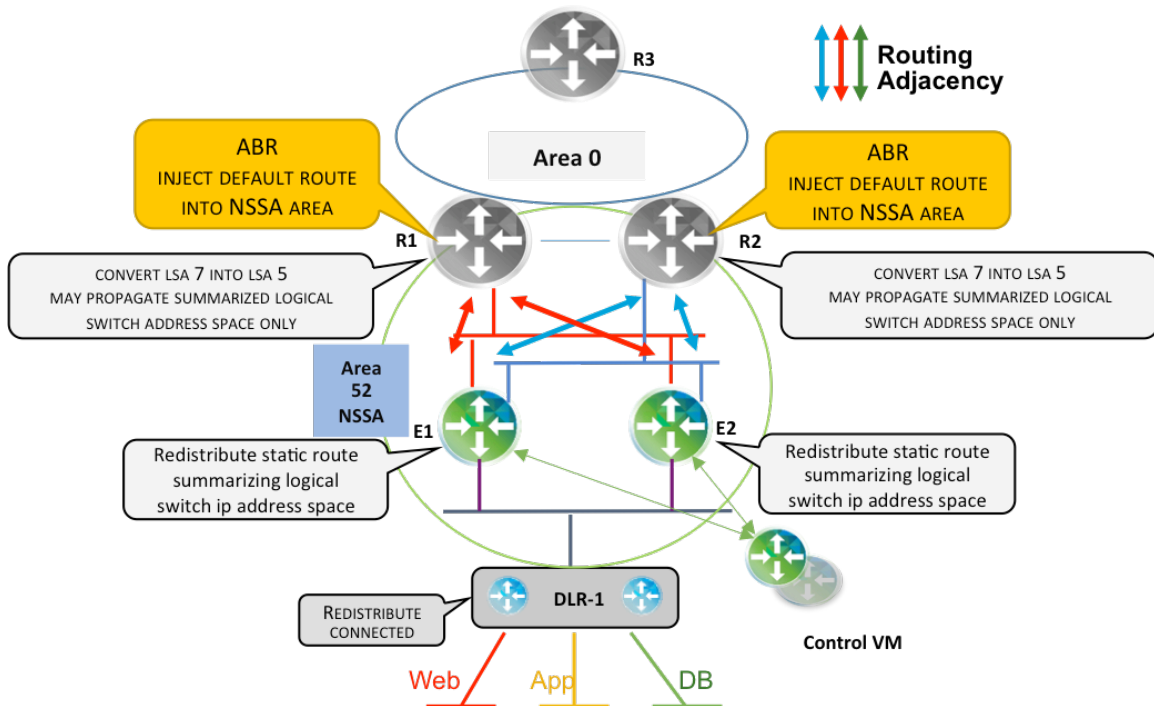 R3
Routing
Adjacency
Area 0
ABR
INJECT DEFAULT ROUTE
INTO NSSA AREA
ABR
INJECT DEFAULT ROUTE
INTO NSSA AREA
R1
R2
CONVERT LSA 7 INTO LSA 5
MAY PROPAGATE SUMMARIZED LOGICAL
SWITCH ADDRESS SPACE ONLY
CONVERT LSA 7 INTO LSA 5
MAY PROPAGATE SUMMARIZED LOGICAL
SWITCH ADDRESS SPACE ONLY
Area
52
NSSA
E1
E2
Redistribute static route
summarizing logical
switch ip address space
Redistribute static route
summarizing logical
switch ip address space
DLR-1
REDISTRIBUTE
CONNECTED
Control VM
Web
App
DB